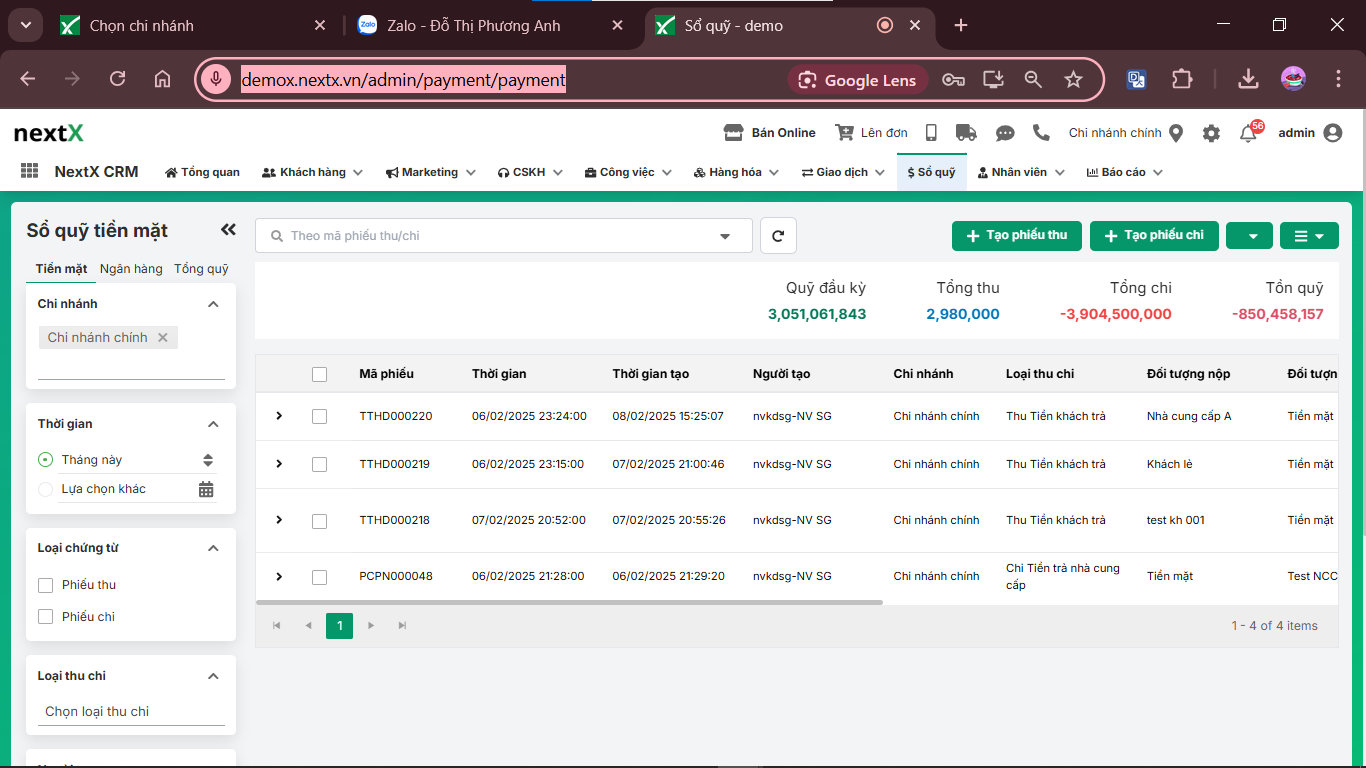 Chọn chi nhánh
Zalo - Đỗ Thị Phương Anh
Sổ quỹ - demo
demox.nextx.vn/admin/payment/payment
Google Lens
nextX
Bán Online
Lên đơn
Chi nhánh chính
56
admin
NextX CRM
Tổng quan
Khách hàng
Marketing
CSKH
Công việc
Hàng hóa
Giao dịch
$ Sổ quỹ
Nhân viên
Báo cáo
Sổ quỹ tiền mặt
Tiền mặt Ngân hàng Tổng quỹ
Chi nhánh
Chi nhánh chính
Thời gian
Tháng này
Lựa chọn khác
Loại chứng từ
Phiếu thu
Phiếu chi
Loại thu chi
Chọn loại thu chi
Theo mã phiếu thu/chi
Tạo phiếu thu
Tạo phiếu chi
Quỹ đầu kỳ Tổng thu Tổng chi Tồn quỹ
3,051,061,843 2,980,000 -3,904,500,000 -850,458,157
Mã phiếu Thời gian Thời gian tạo Người tạo Chi nhánh Loại thu chi Đối tượng nộp Đối tượn
TTHD000220 06/02/2025 23:24:00 08/02/2025 15:25:07 nvkdsg-NV SG Chi nhánh chính Thu Tiền khách trả Nhà cung cấp A Tiền mặt
TTHD000219 06/02/2025 23:15:00 07/02/2025 21:00:46 nvkdsg-NV SG Chi nhánh chính Thu Tiền khách trả Khách lẻ Tiền mặt
TTHD000218 07/02/2025 20:52:00 07/02/2025 20:55:26 nvkdsg-NV SG Chi nhánh chính Thu Tiền khách trả test kh 001 Tiền mặt
PCPN000048 06/02/2025 21:28:00 06/02/2025 21:29:20 nvkdsg-NV SG Chi nhánh chính Chi Tiền trả nhà cung cấp Tiền mặt Test NCC
1
1 - 4 of 4 items